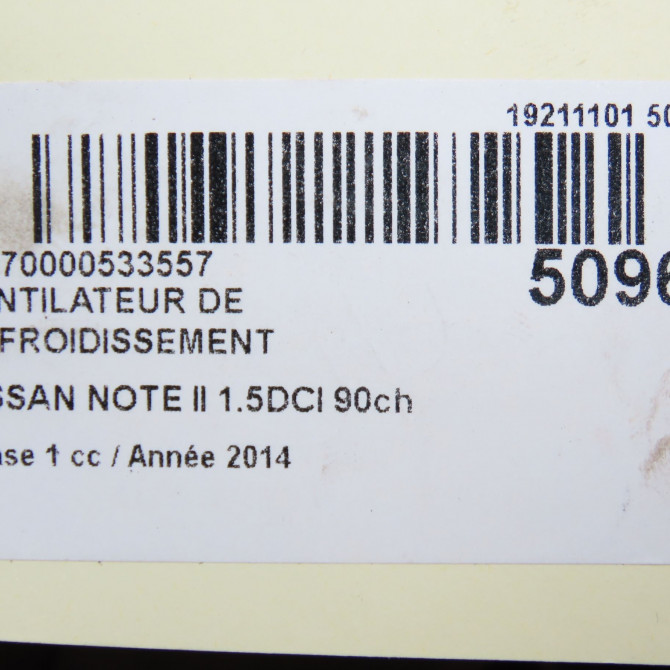 19211101 50
70000533557
5096
NTILATEUR DE
FROIDISSEMENT
SSAN NOTE II 1.5DCI 90ch
ase 1 cc / Année 2014